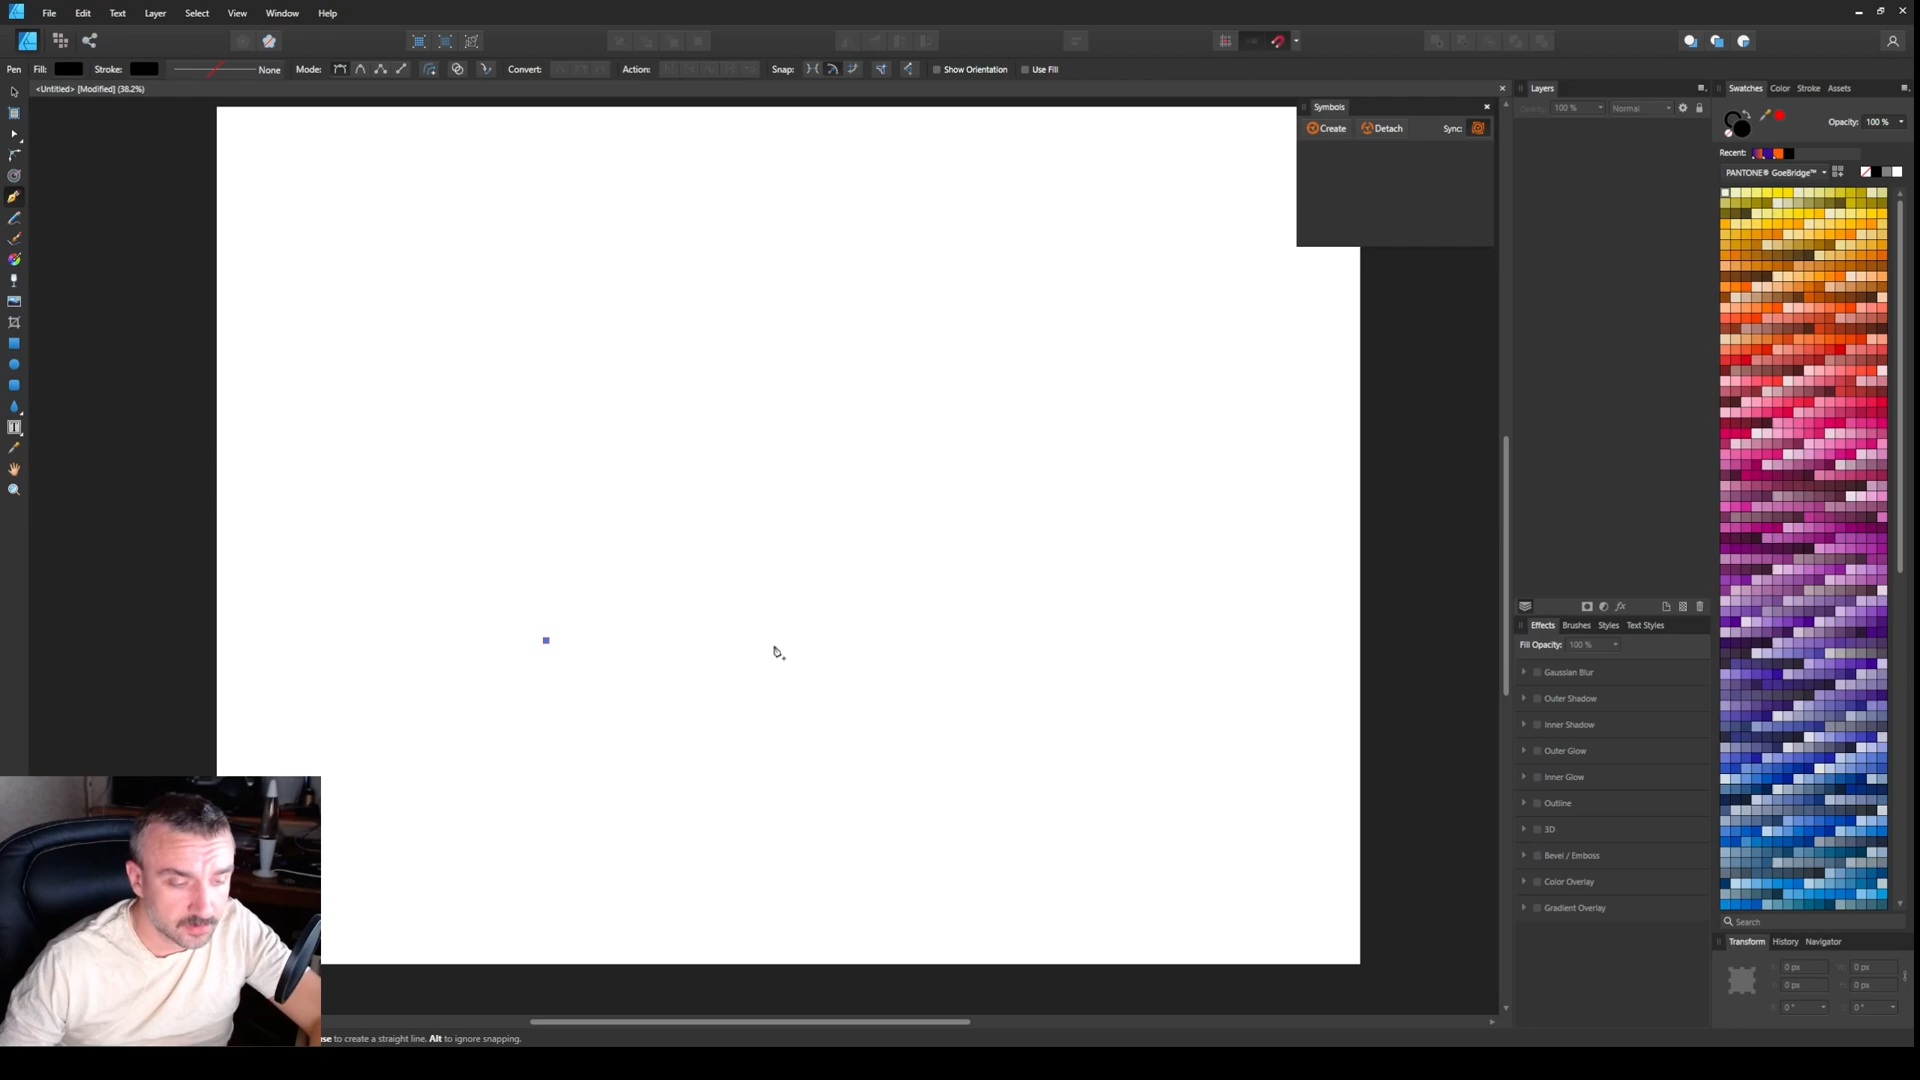 File Edit Text Layer Select View Window Help
Pen Fill: Stroke: None Mode: Convert: Action: Snap: Show Orientation Use Fill
<Untitled> [Modified] (38.2%)
Symbols
Create Detach Sync:
Layers
Opacity: 100 % Normal
Swatches Color Stroke Assets
Opacity: 100 %
Recent:
PANTONE® GoeBridge™
Effects Brushes Styles Text Styles
Fill Opacity: 100 %
Gaussian Blur
Outer Shadow
Inner Shadow
Outer Glow
Inner Glow
Outline
3D
Bevel / Emboss
Color Overlay
Gradient Overlay
Search
Transform History Navigator
X: 0 px W: 0 px
Y: 0 px H: 0 px
R: 0 ° S: 0 °
use to create a straight line. Alt to ignore snapping.